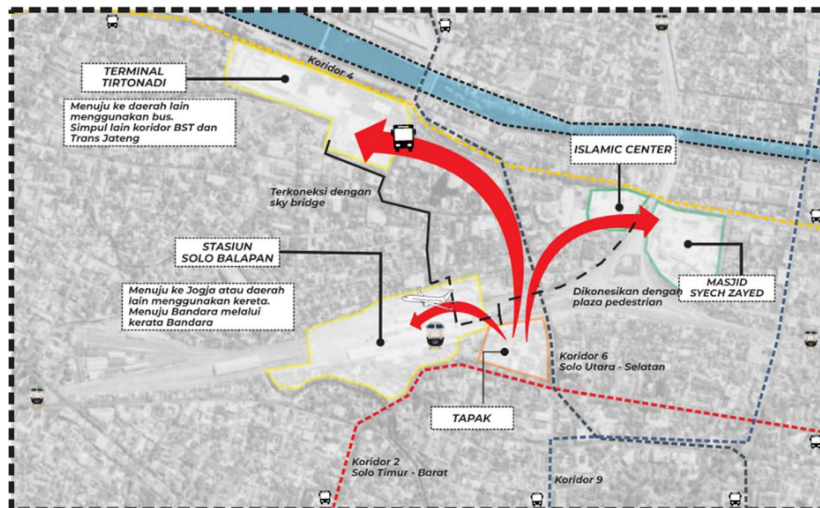 Koridor 4
TERMINAL
TIRTONADI
Menuju ke daerah lain
menggunakan bus.
Simpul lain koridor BST dan
Trans Jateng
ISLAMIC CENTER
Terkoneksi dengan
sky bridge
STASIUN
SOLO BALAPAN
Menuju ke Jogja atau daerah
lain menggunakan kereta.
Menuju Bandara melalui
kerata Bandara
MASJID
SYECH ZAYED
Dikonesikan dengan
plaza pedestrian
Koridor 6
Solo Utara - Selatan
TAPAK
Koridor 2
Solo Timur - Barat
Koridor 9